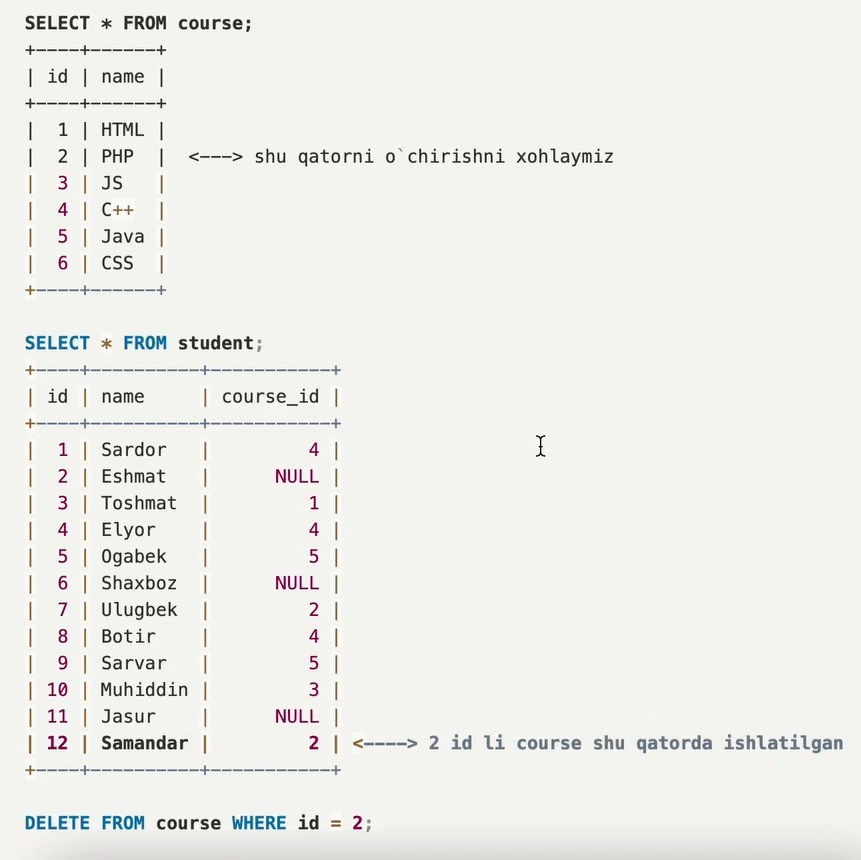 SELECT * FROM course;
+----+------+
| id | name |
+----+------+
|  1 | HTML |
|  2 | PHP  |  <---> shu qatorni o`chirishni xohlaymiz
|  3 | JS   |
|  4 | C++  |
|  5 | Java |
|  6 | CSS  |
+----+------+

SELECT * FROM student;
+----+----------+-----------+
| id | name     | course_id |
+----+----------+-----------+
|  1 | Sardor   |         4 |
|  2 | Eshmat   |      NULL |
|  3 | Toshmat  |         1 |
|  4 | Elyor    |         4 |
|  5 | Ogabek   |         5 |
|  6 | Shaxboz  |      NULL |
|  7 | Ulugbek  |         2 |
|  8 | Botir    |         4 |
|  9 | Sarvar   |         5 |
| 10 | Muhiddin |         3 |
| 11 | Jasur    |      NULL |
| 12 | Samandar |         2 | <----> 2 id li course shu qatorda ishlatilgan
+----+----------+-----------+

DELETE FROM course WHERE id = 2;